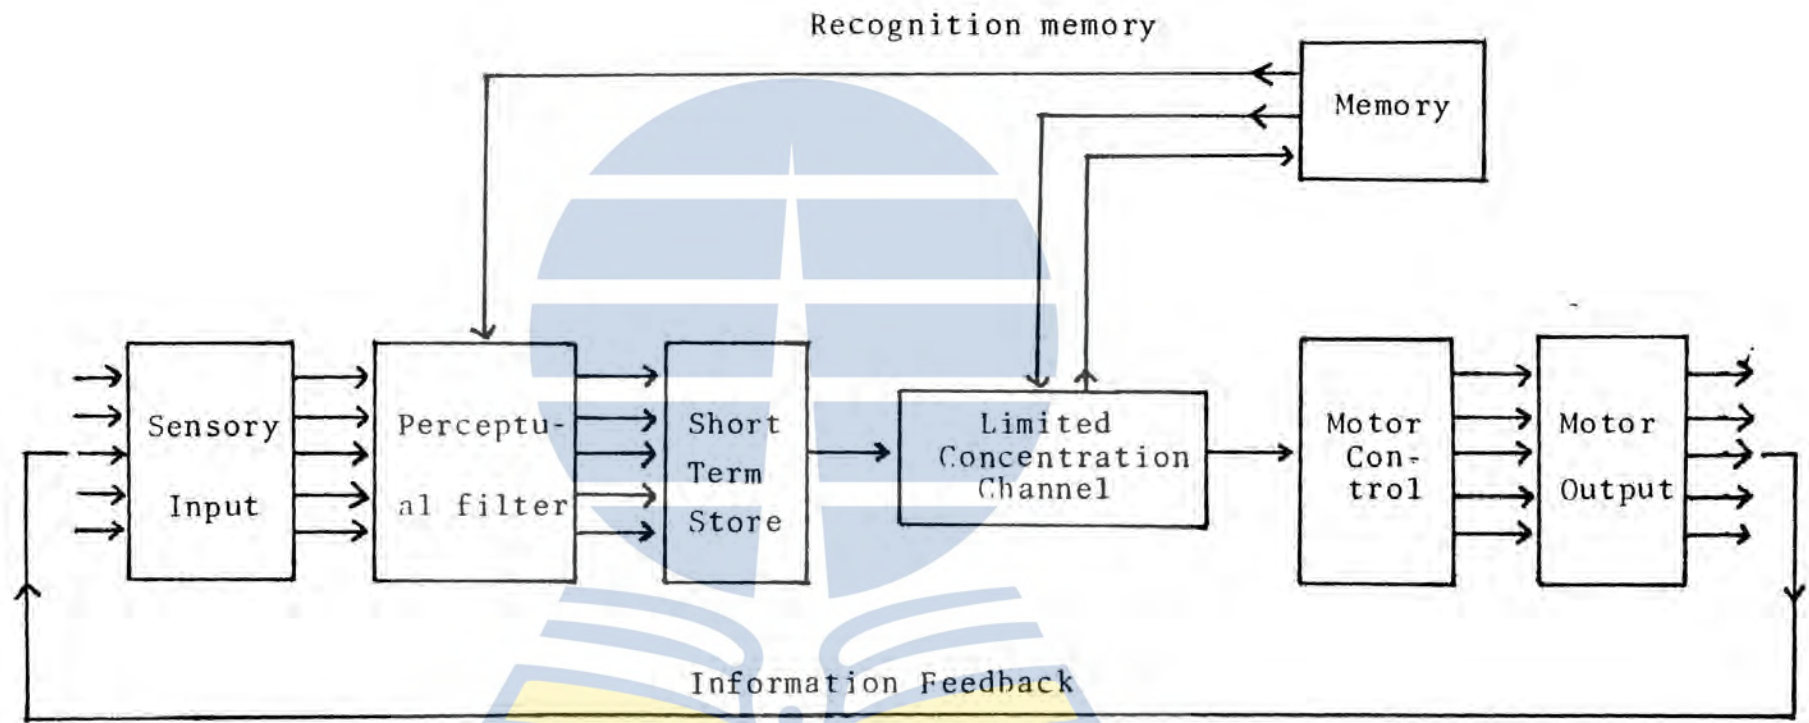 Recognition memory
Memory
Sensory
Input
Perceptu-
al filter
Short
Term
Store
Limited
Concentration
Channel
Motor
Con-
trol
Motor
Output
Information Feedback